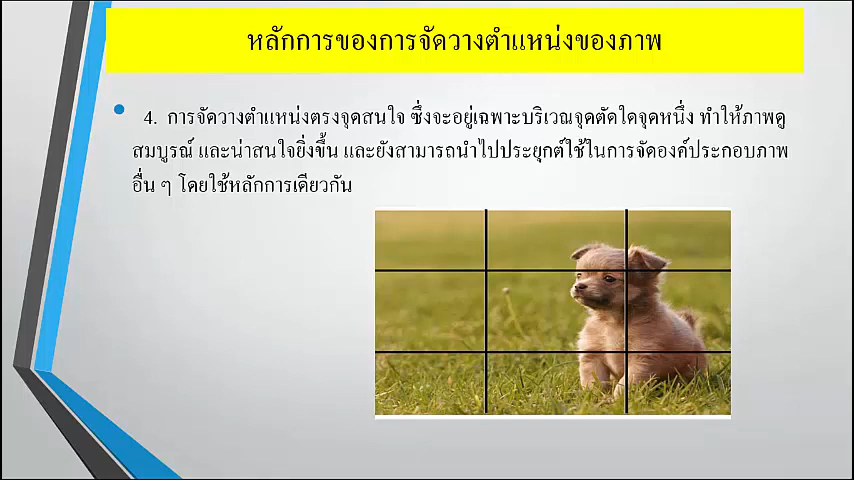 หลักการของการจัดวางตำแหน่งของภาพ
4. การจัดวางตำแหน่งตรงจุดสนใจ ซึ่งจะอยู่เฉพาะบริเวณจุดตัดใดจุดหนึ่ง ทำให้ภาพดู
สมบูรณ์ และน่าสนใจยิ่งขึ้น และยังสามารถนำไปประยุกต์ใช้ในการจัดองค์ประกอบภาพ
อื่น ๆ โดยใช้หลักการเดียวกัน